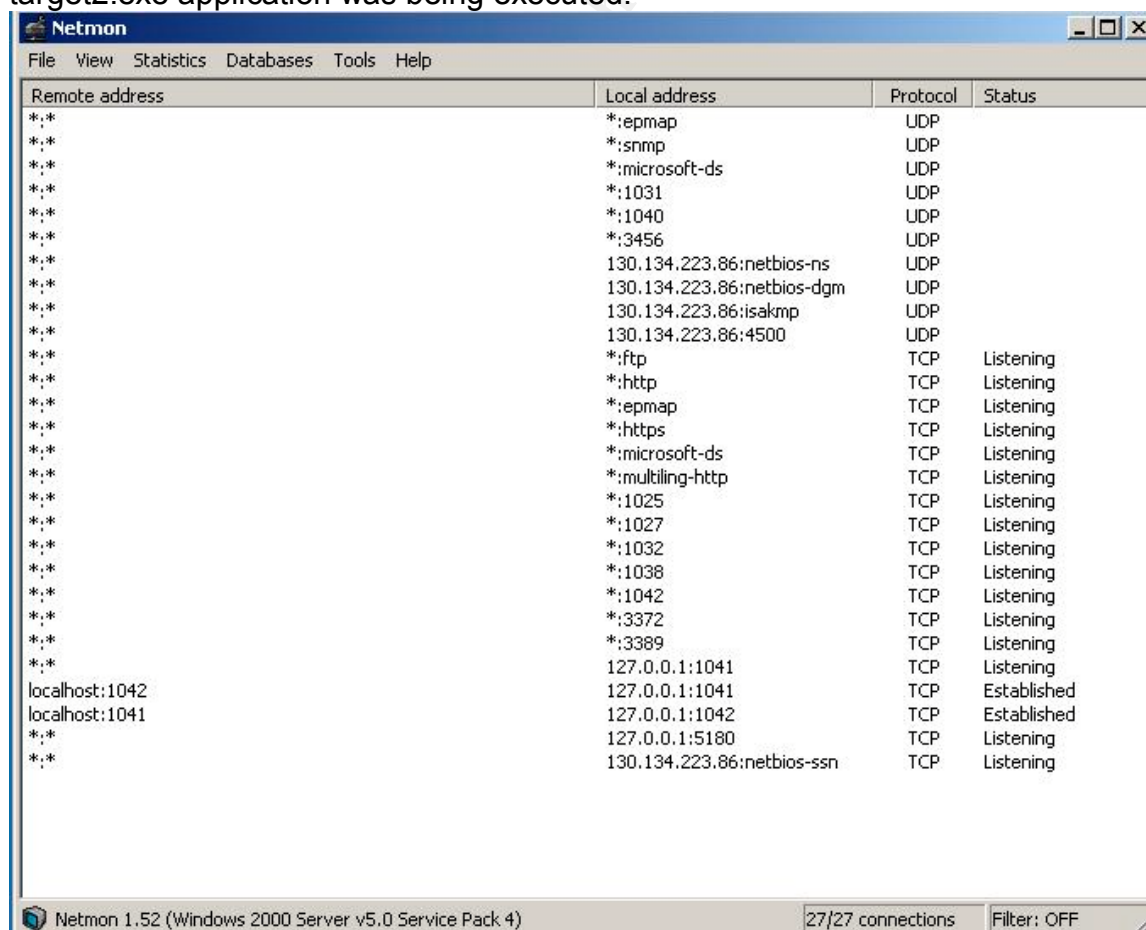 target2.exe application was being executed.
Netmon
File View Statistics Databases Tools Help
Remote address Local address Protocol Status
*:* *:epmap UDP
*:* *:snmp UDP
*:* *:microsoft-ds UDP
*:* *:1031 UDP
*:* *:1040 UDP
*:* *:3456 UDP
*:* 130.134.223.86:netbios-ns UDP
*:* 130.134.223.86:netbios-dgm UDP
*:* 130.134.223.86:isakmp UDP
*:* 130.134.223.86:4500 UDP
*:* *:ftp TCP Listening
*:* *:http TCP Listening
*:* *:epmap TCP Listening
*:* *:https TCP Listening
*:* *:microsoft-ds TCP Listening
*:* *:multiling-http TCP Listening
*:* *:1025 TCP Listening
*:* *:1027 TCP Listening
*:* *:1032 TCP Listening
*:* *:1038 TCP Listening
*:* *:1042 TCP Listening
*:* *:3372 TCP Listening
*:* *:3389 TCP Listening
*:* 127.0.0.1:1041 TCP Listening
localhost:1042 127.0.0.1:1041 TCP Established
localhost:1041 127.0.0.1:1042 TCP Established
*:* 127.0.0.1:5180 TCP Listening
*:* 130.134.223.86:netbios-ssn TCP Listening
Netmon 1.52 (Windows 2000 Server v5.0 Service Pack 4) 27/27 connections Filter: OFF